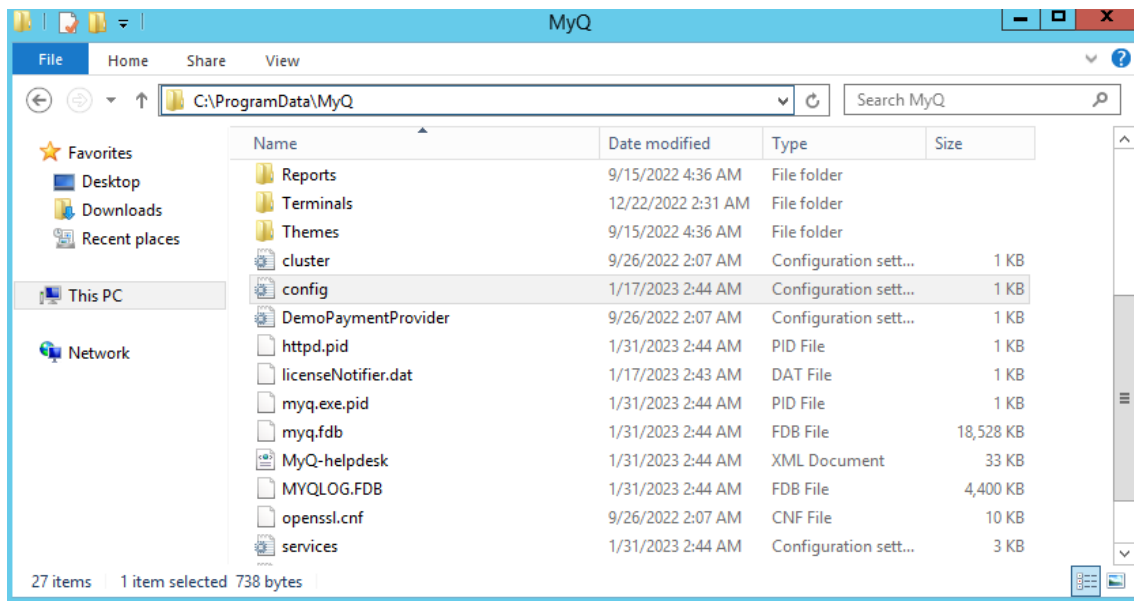 MyQ
File Home Share View
C:\ProgramData\MyQ Search MyQ
Name Date modified Type Size
Favorites
Desktop
Downloads
Recent places
This PC
Network
Reports 9/15/2022 4:36 AM File folder
Terminals 12/22/2022 2:31 AM File folder
Themes 9/15/2022 4:36 AM File folder
cluster 9/26/2022 2:07 AM Configuration sett... 1 KB
config 1/17/2023 2:44 AM Configuration sett... 1 KB
DemoPaymentProvider 9/26/2022 2:07 AM Configuration sett... 1 KB
httpd.pid 1/31/2023 2:44 AM PID File 1 KB
licenseNotifier.dat 1/17/2023 2:43 AM DAT File 1 KB
myq.exe.pid 1/31/2023 2:44 AM PID File 1 KB
myq.fdb 1/31/2023 2:44 AM FDB File 18,528 KB
MyQ-helpdesk 1/31/2023 2:44 AM XML Document 33 KB
MYQLOG.FDB 1/31/2023 2:44 AM FDB File 4,400 KB
openssl.cnf 9/26/2022 2:07 AM CNF File 10 KB
services 1/31/2023 2:44 AM Configuration sett... 3 KB
27 items 1 item selected 738 bytes